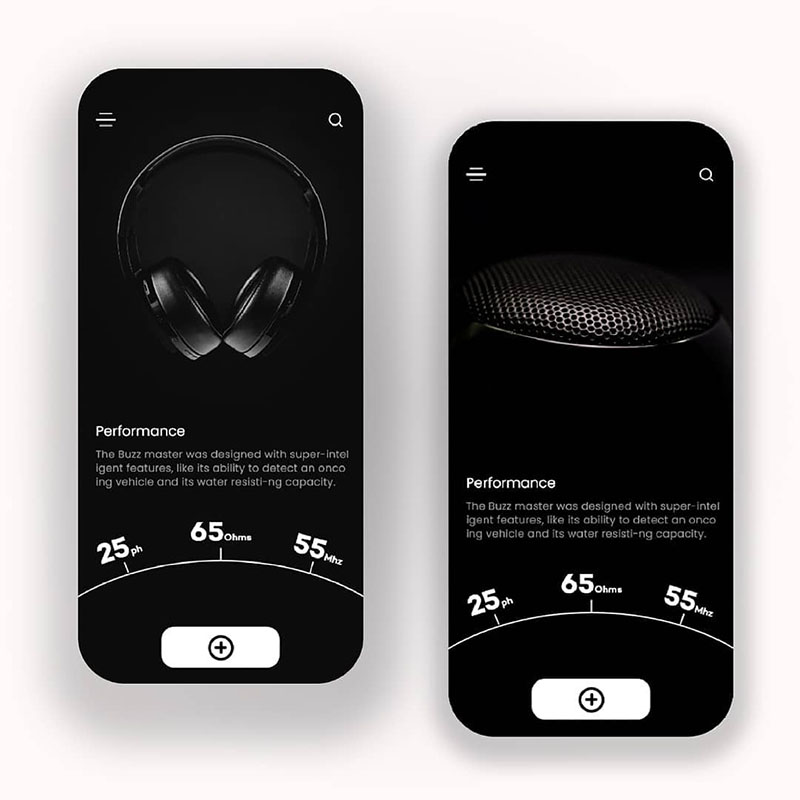 Performance
The Buzz master was designed with super-intel
igent features, like its ability to detect an onco
ing vehicle and its water resisti-ng capacity.
25ph
65Ohms
55Mhz
Performance
The Buzz master was designed with super-intel
igent features, like its ability to detect an onco
ing vehicle and its water resisti-ng capacity.
25ph
65Ohms
55Mhz